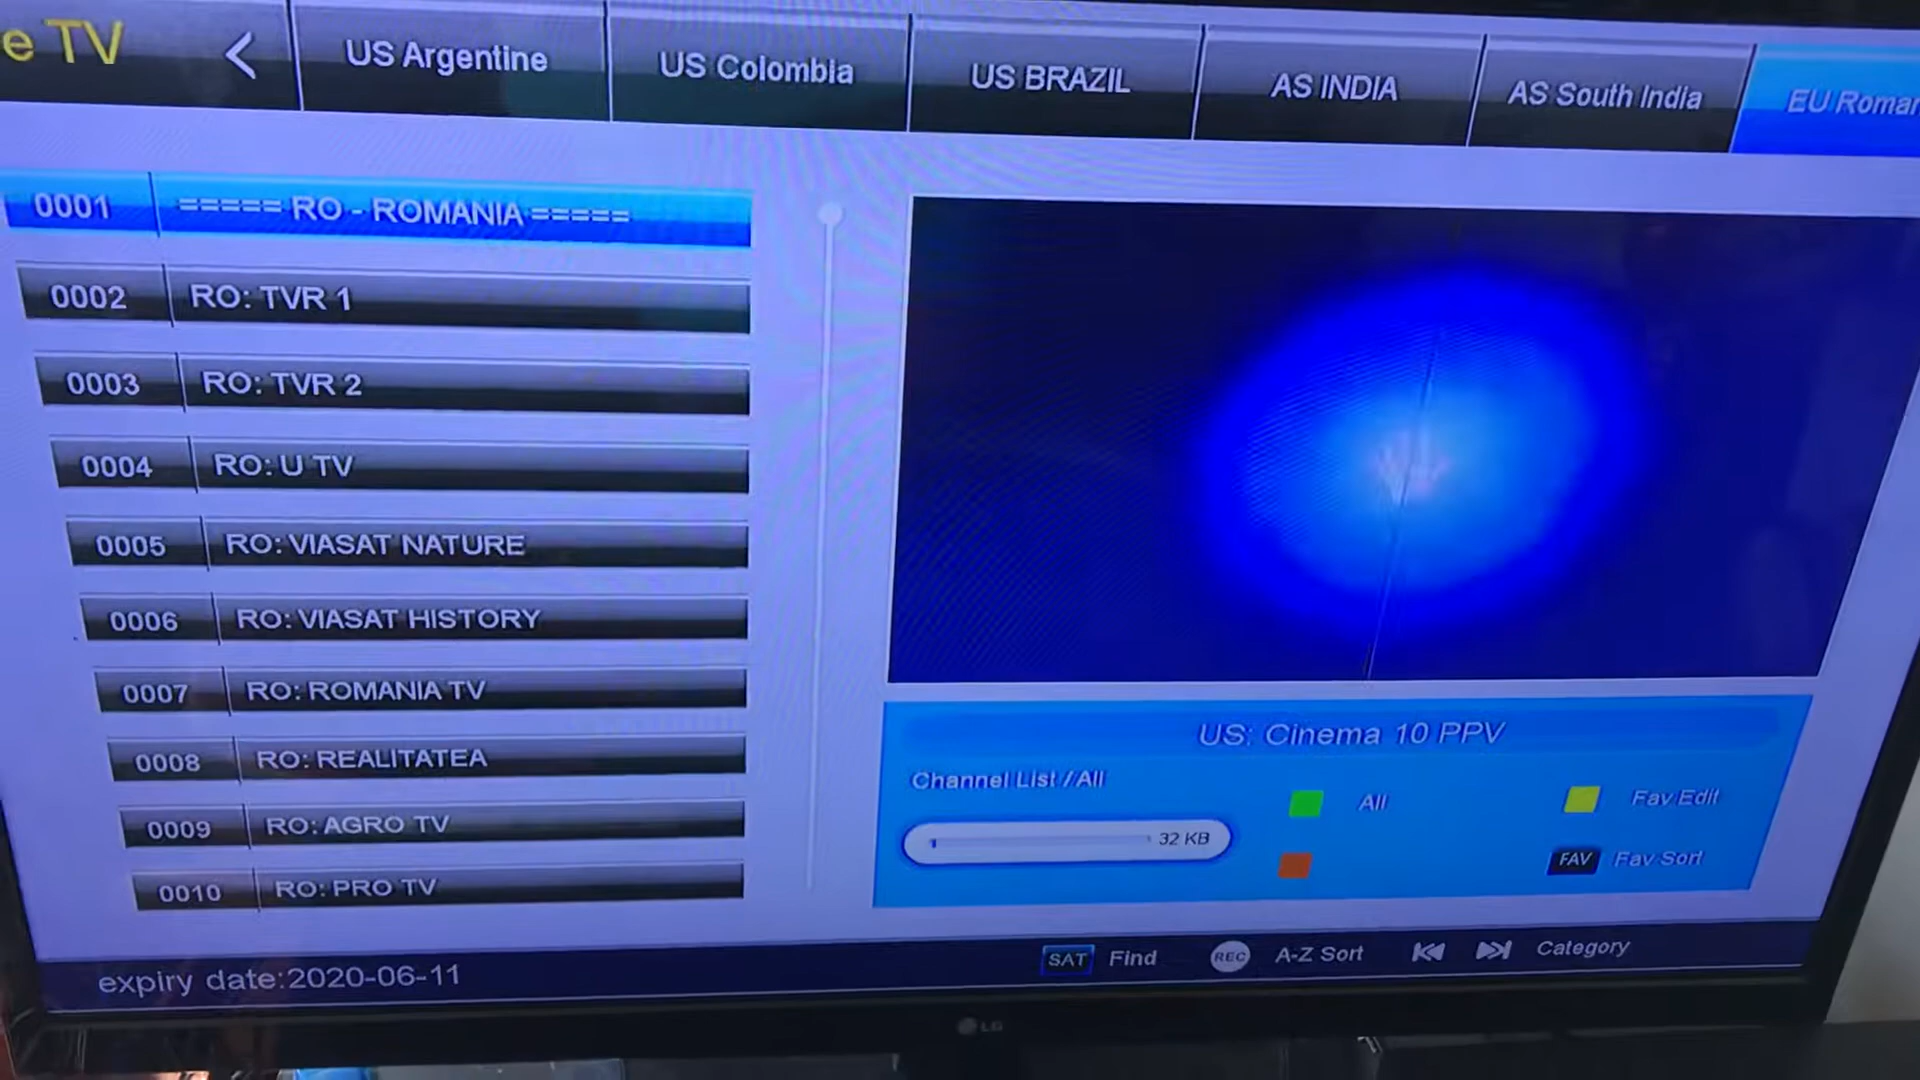 e TV
US Argentine
US Colombia
US BRAZIL
AS INDIA
AS South India
EU Roman
0001 ===== RO - ROMANIA =====
0002 RO: TVR 1
0003 RO: TVR 2
0004 RO: U TV
0005 RO: VIASAT NATURE
0006 RO: VIASAT HISTORY
0007 RO: ROMANIA TV
0008 RO: REALITATEA
0009 RO: AGRO TV
0010 RO: PRO TV
US: Cinema 10 PPV
Channel List / All
32 KB
All
Fav Edit
FAV Fav Sort
expiry date:2020-06-11
SAT Find
REC A-Z Sort
Category
LG